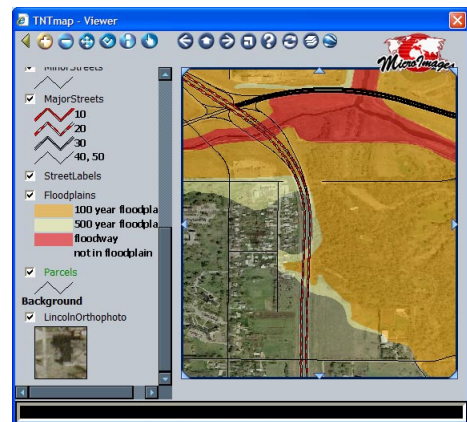 TNTmap - Viewer
MicroImages
MinorStreets
MajorStreets
10
20
30
40, 50
StreetLabels
Floodplains
100 year floodpla
500 year floodpla
floodway
not in floodplain
Parcels
Background
LincolnOrthophoto